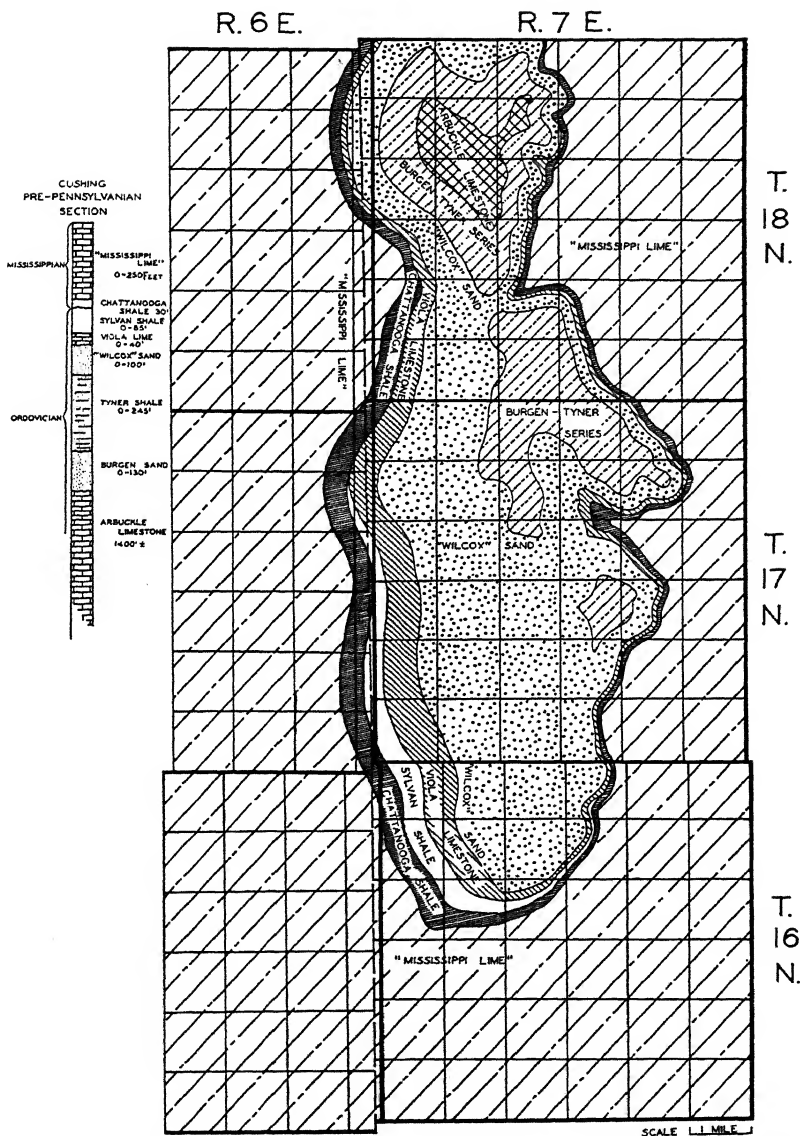 R. 6 E.
R. 7 E.
T.
18
N.
T.
17
N.
T.
16
N.
CUSHING
PRE-PENNSYLVANIAN
SECTION
MISSISSIPPIAN
"MISSISSIPPI
LIME"
0-250 FEET
CHATTANOOGA
SHALE 30'
SYLVAN SHALE
0-85'
VIOLA LIME
0-40'
"WILCOX" SAND
0-100'
ORDOVICIAN
TYNER SHALE
0-245'
BURGEN SAND
0-130'
ARBUCKLE
LIMESTONE
1400' ±
ARBUCKLE
LIMESTONE
BURGEN TYNER SERIES
"WILCOX" SAND
"MISSISSIPPI LIME"
"MISSISSIPPI LIME"
CHATTANOOGA SHALE
VIOLA LIMESTONE
BURGEN - TYNER
SERIES
"WILCOX" SAND
"WILCOX" SAND
VIOLA LIMESTONE
SYLVAN SHALE
CHATTANOOGA SHALE
"MISSISSIPPI LIME"
SCALE 1 MILE